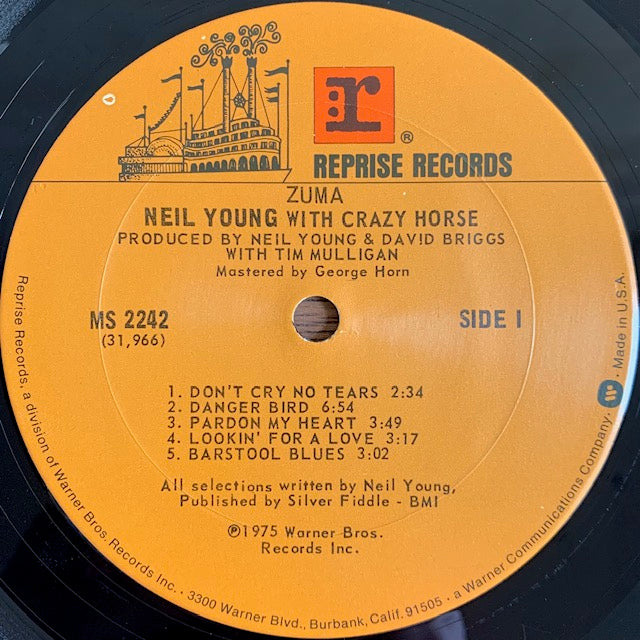 r
®
REPRISE RECORDS
ZUMA
NEIL YOUNG WITH CRAZY HORSE
PRODUCED BY NEIL YOUNG & DAVID BRIGGS
WITH TIM MULLIGAN
Mastered by George Horn
MS 2242
(31,966)
SIDE 1
1. DON'T CRY NO TEARS 2:34
2. DANGER BIRD 6:54
3. PARDON MY HEART 3:49
4. LOOKIN' FOR A LOVE 3:17
5. BARSTOOL BLUES 3:02
All selections written by Neil Young,
Published by Silver Fiddle - BMI
℗1975 Warner Bros.
Records Inc.
Reprise Records, a division of Warner Bros. Records Inc. • 3300 Warner Blvd., Burbank, Calif. 91505 • a Warner Communications Company. • Made in U.S.A.